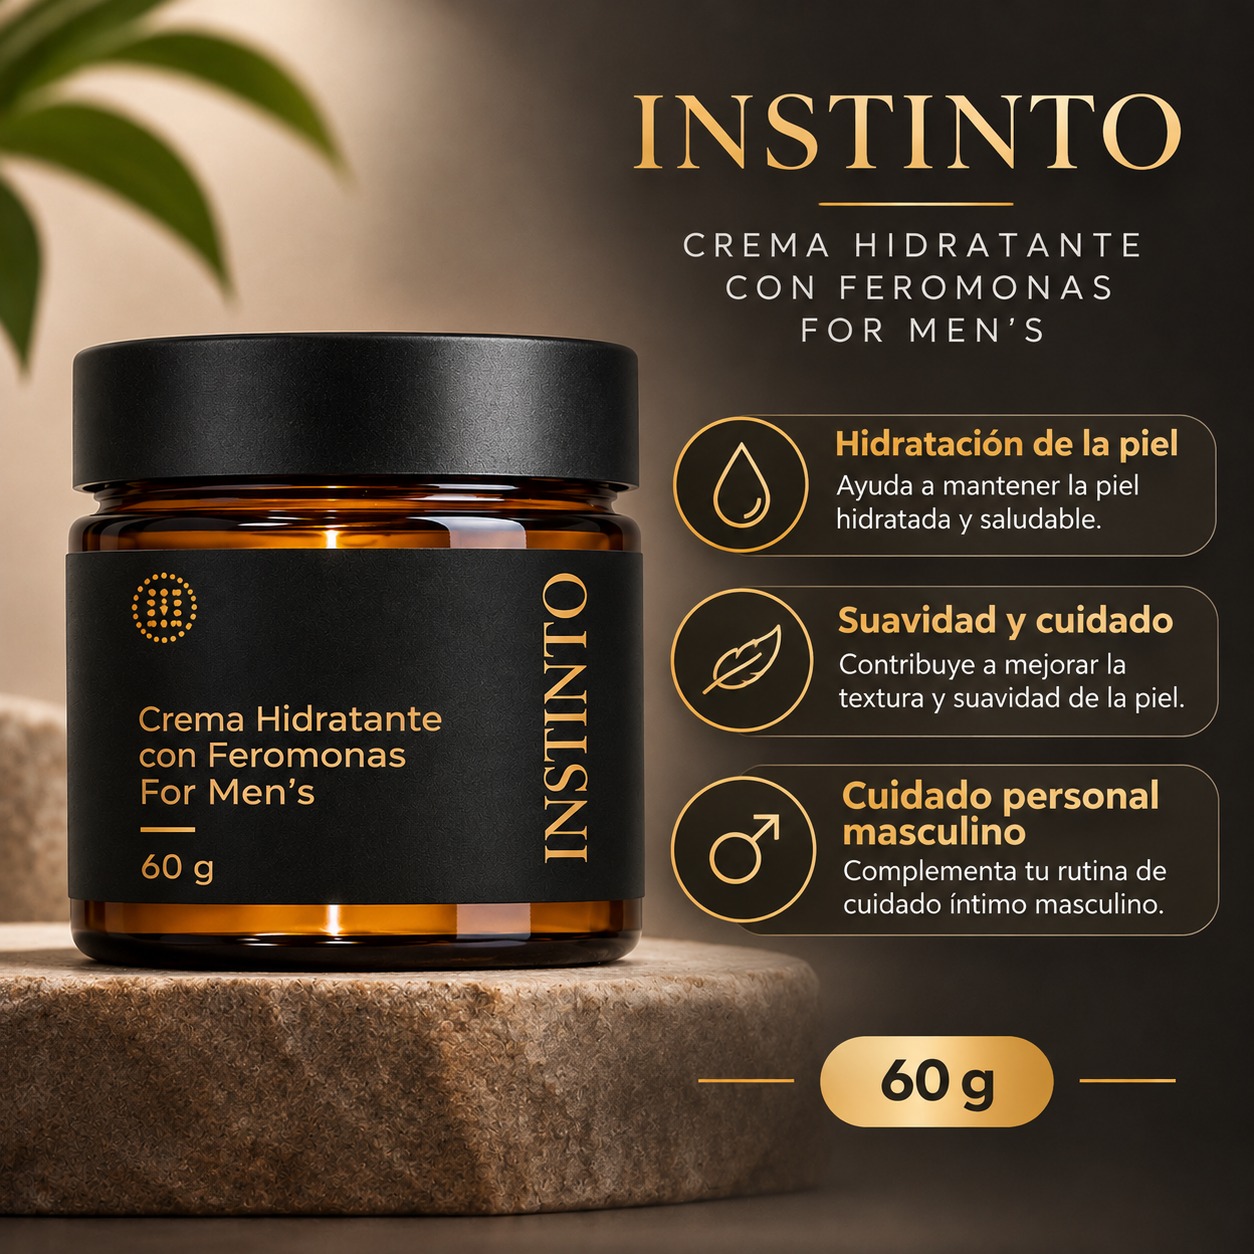 INSTINTO
CREMA HIDRATANTE
CON FEROMONAS
FOR MEN'S
Hidratación de la piel
Ayuda a mantener la piel
hidratada y saludable.
Suavidad y cuidado
Contribuye a mejorar la
textura y suavidad de la piel.
Cuidado personal
masculino
Complementa tu rutina de
cuidado íntimo masculino.
60 g
Crema Hidratante
con Feromonas
For Men's
60 g
INSTINTO